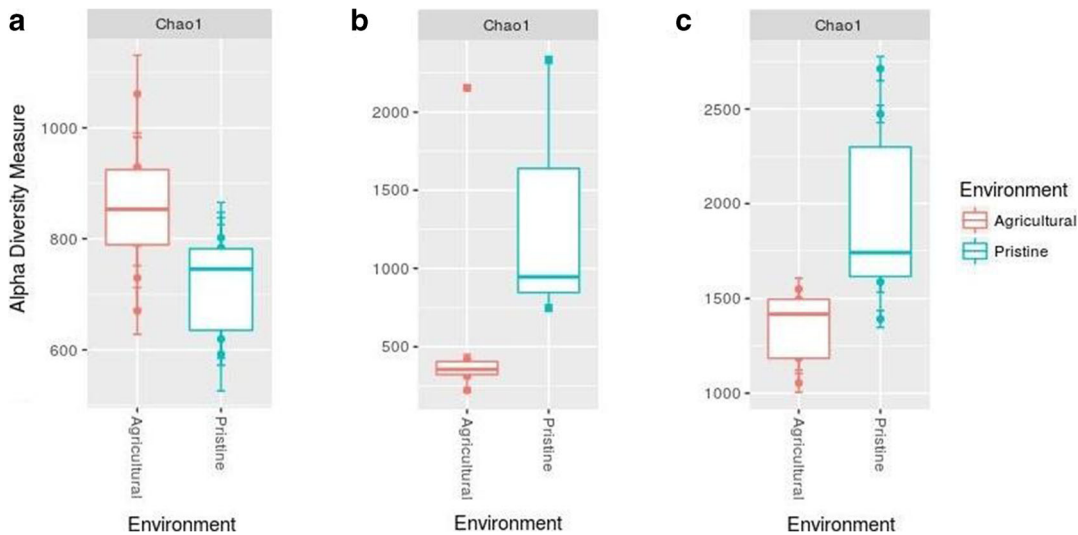 a
Chao1
Alpha Diversity Measure
1000
800
600
Agricultural
Pristine
Environment
b
Chao1
2000
1500
1000
500
Agricultural
Pristine
Environment
c
Chao1
2500
2000
1500
1000
Agricultural
Pristine
Environment
Environment
Agricultural
Pristine